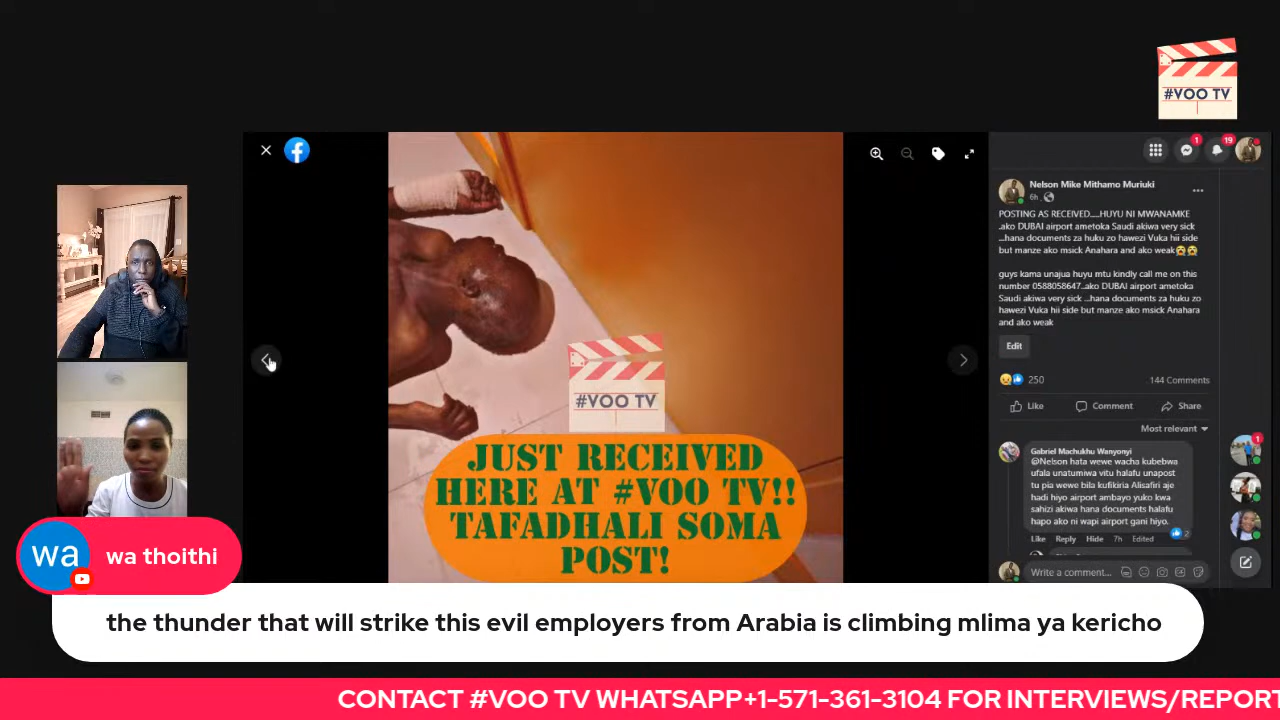 #VOO TV
1
19
Nelson Mike Mithamo Muriuki
6h
POSTING AS RECEIVED.....HUYU NI MWANAMKE
.ako DUBAI airport ametoka Saudi akiwa very sick
...hana documents za huku zo hawezi Vuka hii side
but manze ako msick Anahara and ako weak😭😭
guys kama unajua huyu mtu kindly call me on this
number 0588058647..ako DUBAI airport ametoka
Saudi akiwa very sick ...hana documents za huku zo
hawezi Vuka hii side but manze ako msick Anahara
and ako weak
Edit
250
144 Comments
Like
Comment
Share
Most relevant
Gabriel Machukhu Wanyonyi
@Nelson hata wewe wacha kubebwa
ufala unatumiwa vitu halafu unapost
tu pia wewe bila kufikiria Alisafiri aje
hadi hiyo airport ambayo yuko kwa
sahizi akiwa hana documents halafu
hapo ako ni wapi airport gani hiyo.
Like Reply Hide 7h Edited
2
Write a comment...
1
#VOO TV
JUST RECEIVED
HERE AT #VOO TV!!
TAFADHALI SOMA
POST!
wa
wa thoithi
the thunder that will strike this evil employers from Arabia is climbing mlima ya kericho
CONTACT #VOO TV WHATSAPP+1-571-361-3104 FOR INTERVIEWS/REPORT